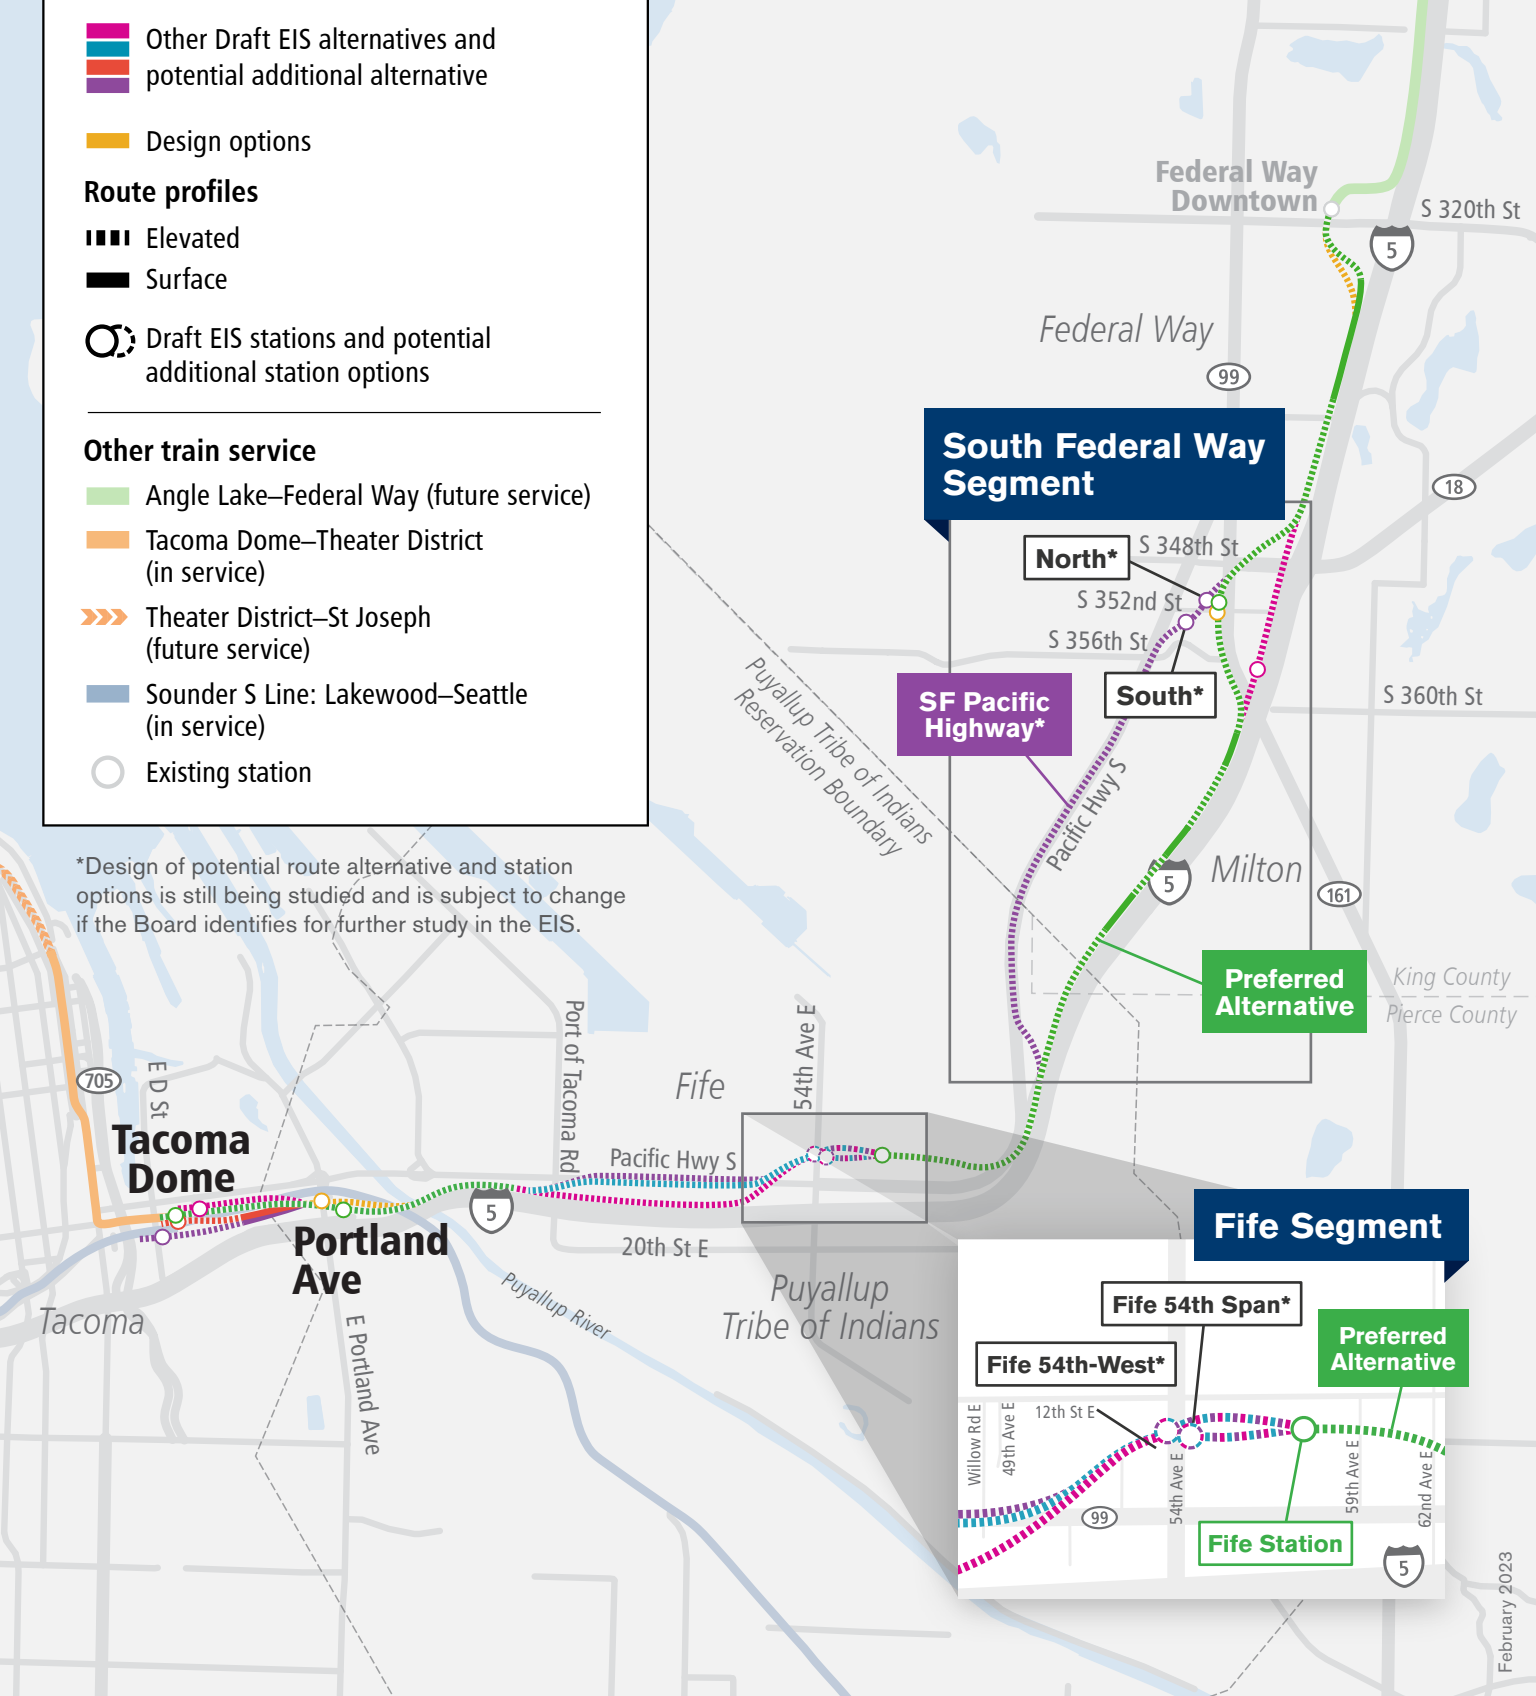 Other Draft EIS alternatives and
potential additional alternative
Design options
Route profiles
Elevated
Surface
Draft EIS stations and potential
additional station options
Other train service
Angle Lake–Federal Way (future service)
Tacoma Dome–Theater District
(in service)
Theater District–St Joseph
(future service)
Sounder S Line: Lakewood–Seattle
(in service)
Existing station
*Design of potential route alternative and station
options is still being studied and is subject to change
if the Board identifies for further study in the EIS.
Federal Way
Downtown
S 320th St
5
Federal Way
99
South Federal Way
Segment
18
North*
S 348th St
S 352nd St
S 356th St
South*
SF Pacific
Highway*
S 360th St
Puyallup Tribe of Indians
Reservation Boundary
Pacific Hwy S
5
Milton
161
Preferred
Alternative
King County
Pierce County
705
E D St
Port of Tacoma Rd
54th Ave E
Fife
Tacoma
Dome
Pacific Hwy S
5
Portland
Ave
20th St E
Puyallup River
Puyallup
Tribe of Indians
Tacoma
E Portland Ave
Fife Segment
Fife 54th Span*
Fife 54th-West*
Preferred
Alternative
12th St E
Willow Rd E
49th Ave E
54th Ave E
59th Ave E
62nd Ave E
99
Fife Station
5
February 2023